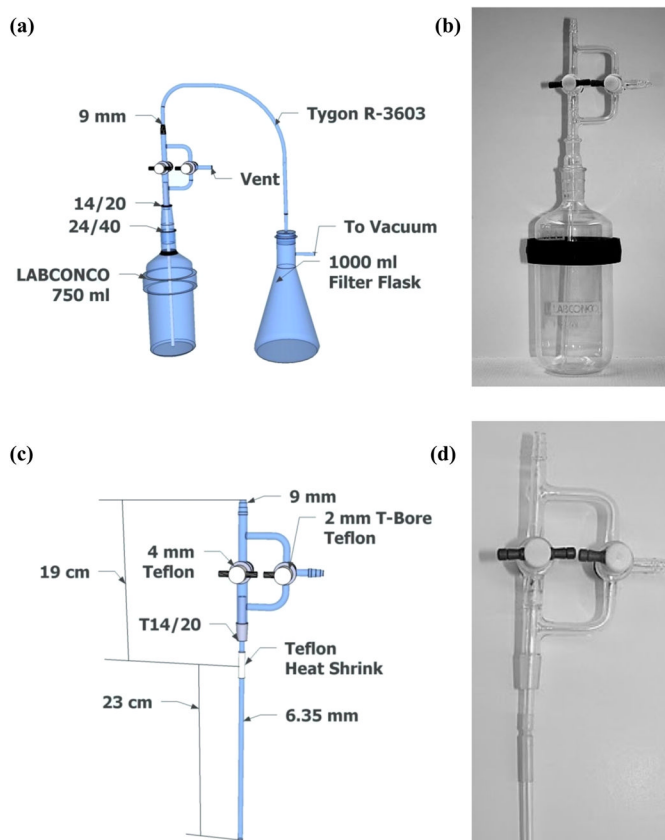 (a)
(b)
9 mm
Tygon R-3603
Vent
14/20
24/40
To Vacuum
LABCONCO
750 ml
1000 ml
Filter Flask
LABCONCO
(c)
(d)
9 mm
2 mm T-Bore
Teflon
4 mm
Teflon
19 cm
T14/20
Teflon
Heat Shrink
23 cm
6.35 mm